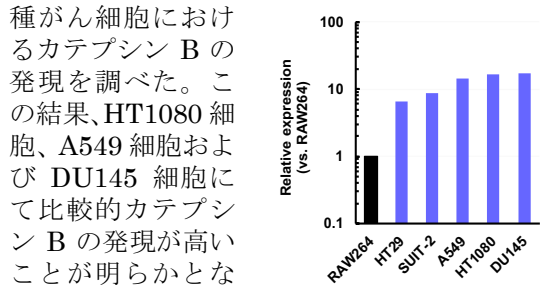 種がん細胞におけ
るカテプシン B の
発現を調べた。こ
の結果、HT1080 細
胞、A549 細胞およ
び DU145 細胞に
て比較的カテプシ
ン B の発現が高い
ことが明らかとな
Relative expression
(vs. RAW264)
100
10
1
0.1
RAW264
HT29
SUIT-2
A549
HT1080
DU145